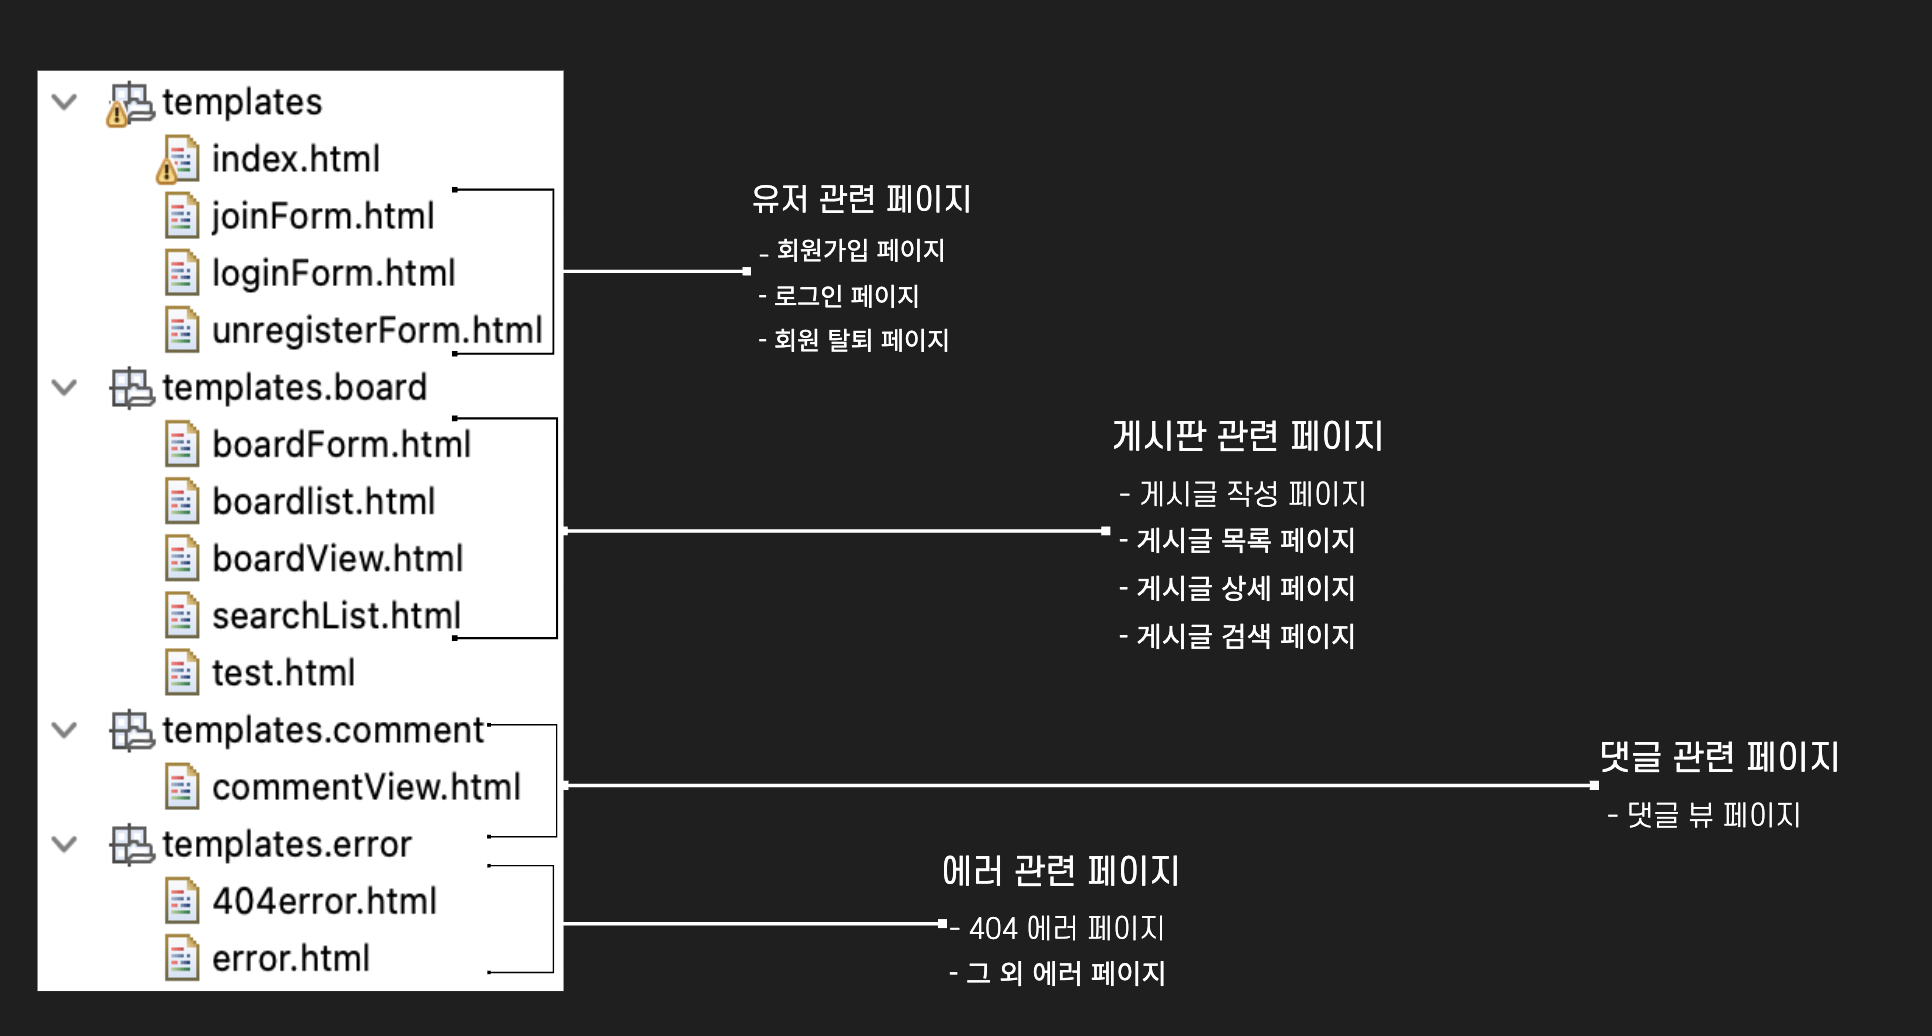 templates
index.html
joinForm.html
loginForm.html
unregisterForm.html
templates.board
boardForm.html
boardlist.html
boardView.html
searchList.html
test.html
templates.comment
commentView.html
templates.error
404error.html
error.html
유저 관련 페이지
- 회원가입 페이지
- 로그인 페이지
- 회원 탈퇴 페이지
게시판 관련 페이지
- 게시글 작성 페이지
- 게시글 목록 페이지
- 게시글 상세 페이지
- 게시글 검색 페이지
댓글 관련 페이지
- 댓글 뷰 페이지
에러 관련 페이지
- 404 에러 페이지
- 그 외 에러 페이지